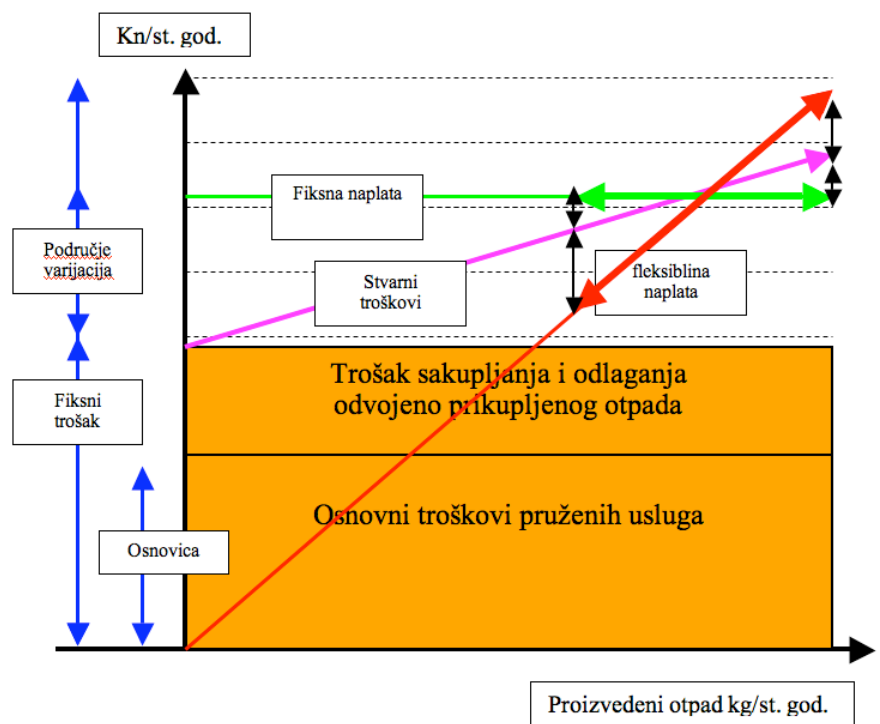 Kn/st. god.
Fiksna naplata
Područje
varijacija
Stvarni
troškovi
fleksiblina
naplata
Trošak sakupljanja i odlaganja
odvojeno prikupljenog otpada
Fiksni
trošak
Osnovni troškovi pruženih usluga
Osnovica
Proizvedeni otpad kg/st. god.